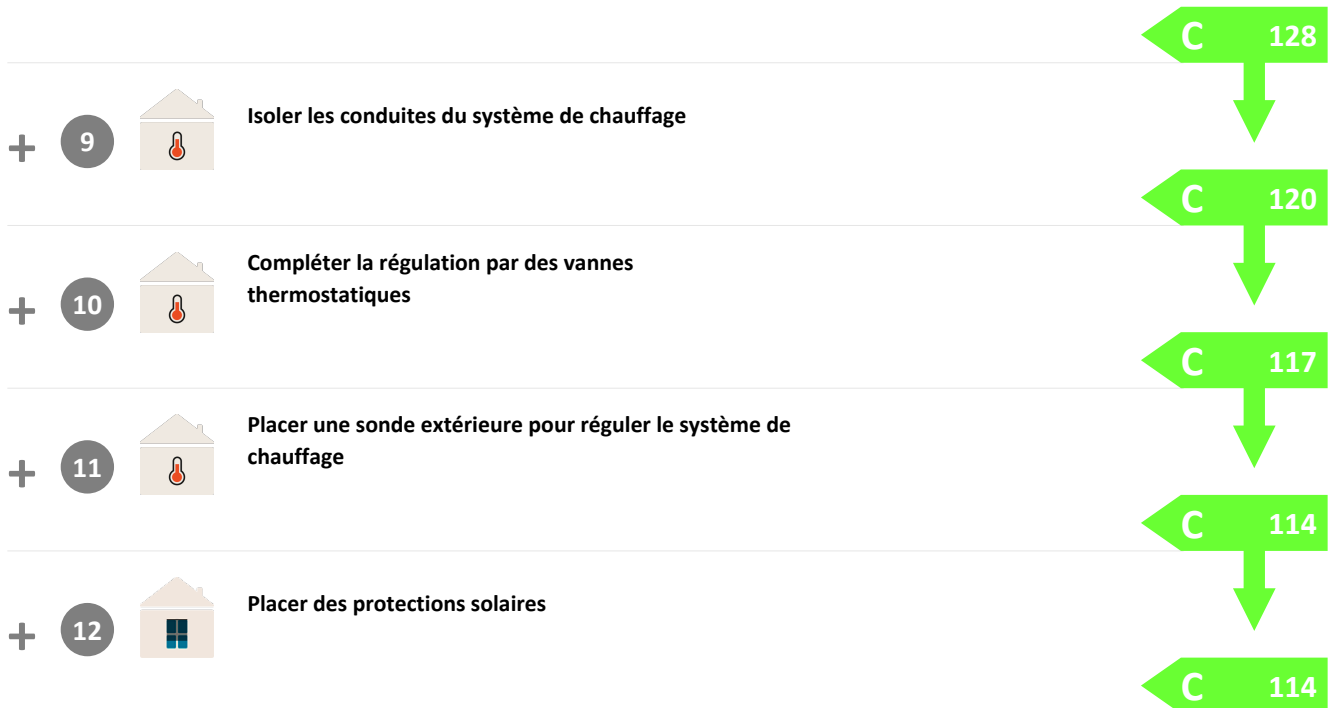 C 128
+ 9 Isoler les conduites du système de chauffage
C 120
+ 10 Compléter la régulation par des vannes
thermostatiques
C 117
+ 11 Placer une sonde extérieure pour réguler le système de
chauffage
C 114
+ 12 Placer des protections solaires
C 114